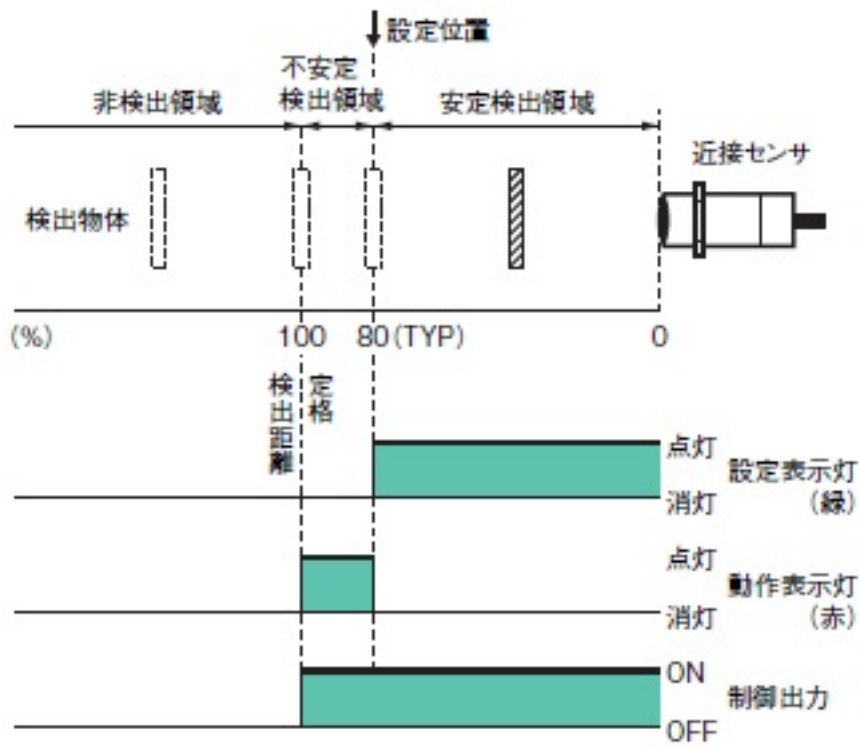 設定位置
不安定
非検出領域
検出領域
安定検出領域
近接センサ
検出物体
(%)
100
80(TYP)
0
検出距離
定格
点灯
設定表示灯
消灯
(緑)
点灯
動作表示灯
消灯
(赤)
ON
制御出力
OFF